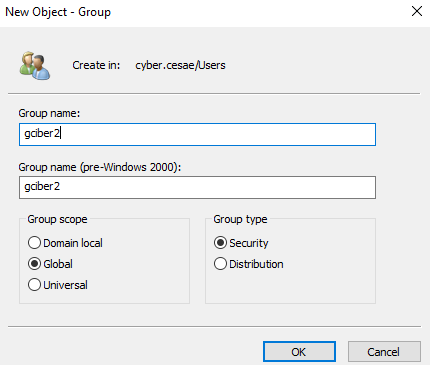 New Object - Group
Create in: cyber.cesae/Users
Group name:
gciber2
Group name (pre-Windows 2000):
gciber2
Group scope
Domain local
Global
Universal
Group type
Security
Distribution
OK
Cancel